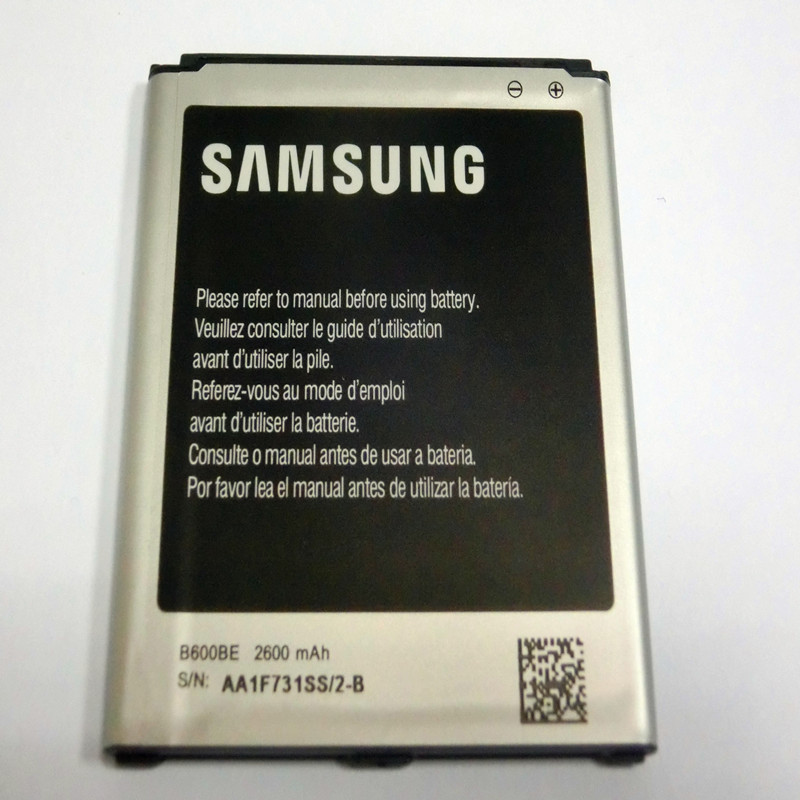 SAMSUNG
Please refer to manual before using battery.
Veuillez consulter le guide d'utilisation
avant d'utiliser la pile.
Referez-vous au mode d'emploi
avant d'utiliser la batterie.
Consulte o manual antes de usar a bateria.
Por favor lea el manual antes de utilizar la batería.
B600BE 2600 mAh
S/N: AA1F731SS/2-B